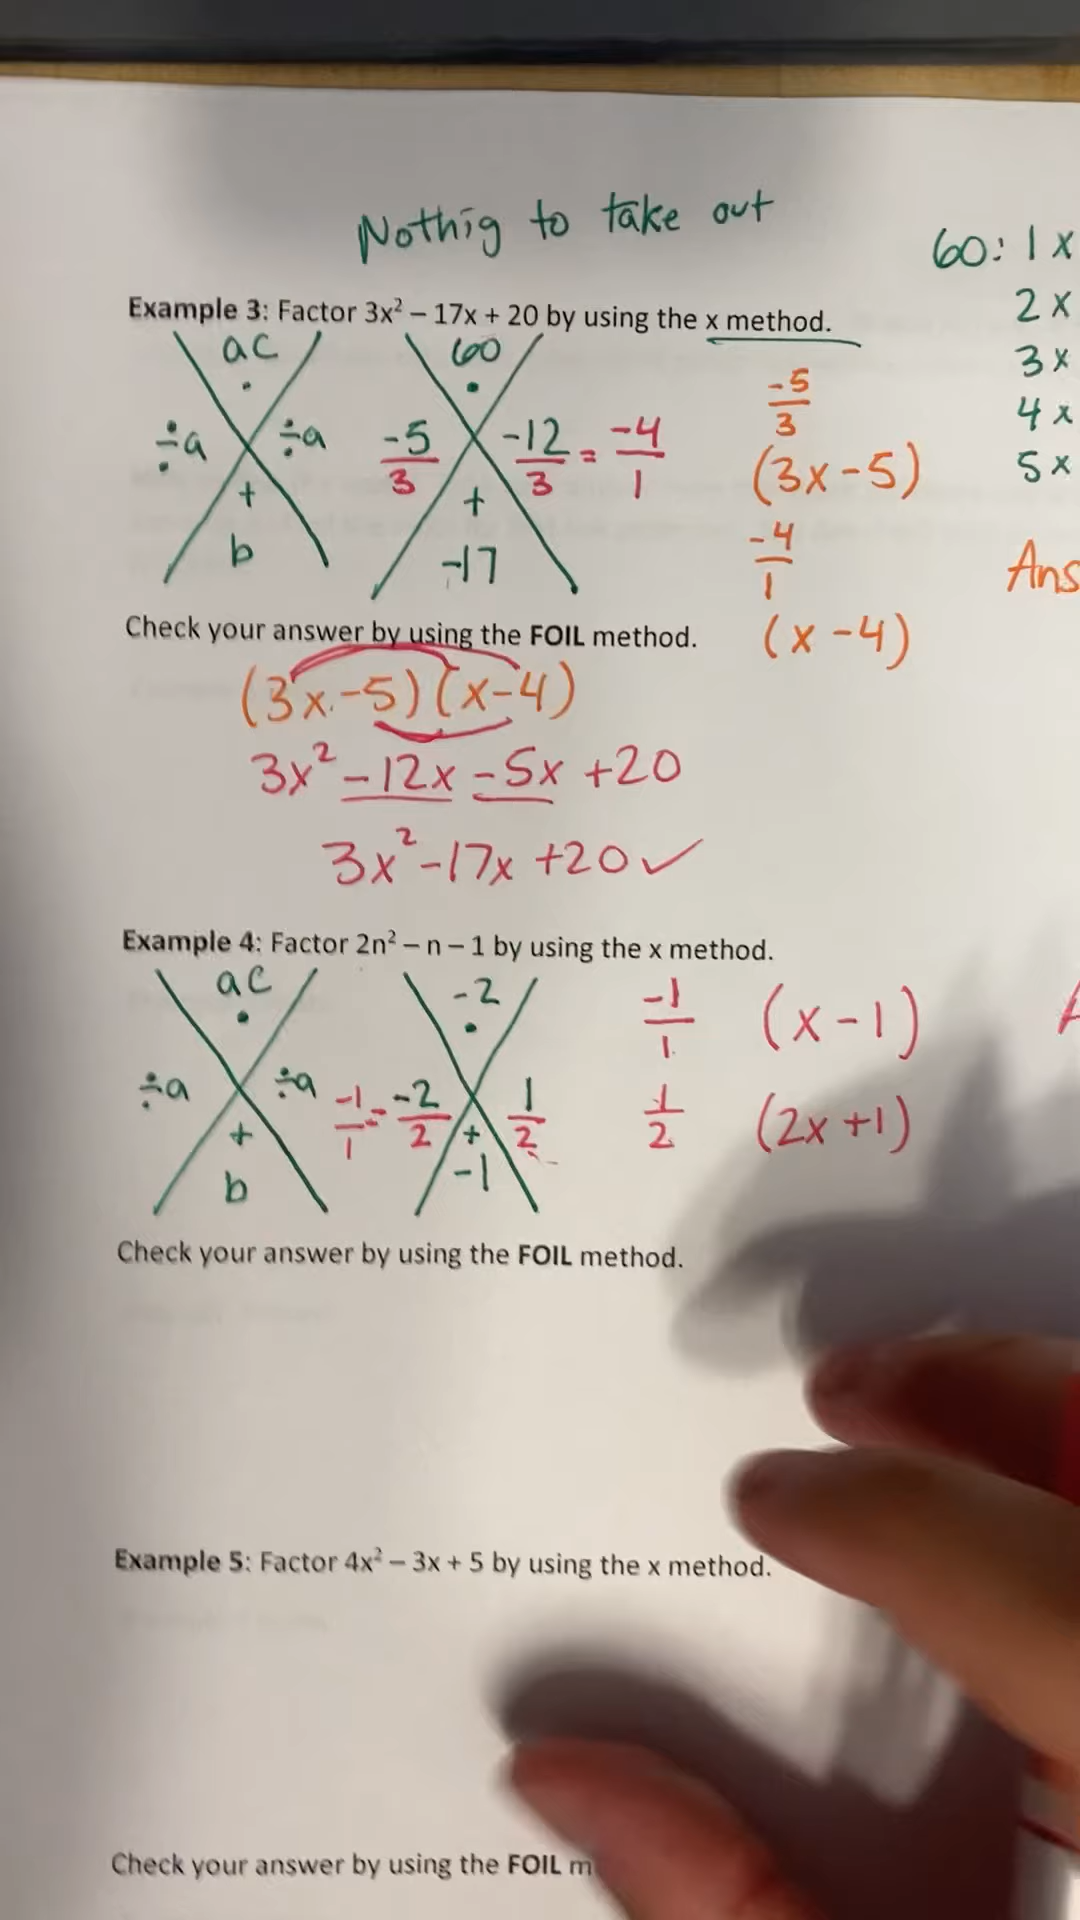 Nothig to take out
60: 1 x
2 x
3 x
4 x
5 x
Example 3: Factor 3x² – 17x + 20 by using the x method.
ac
÷a ÷a
+
b
60
-5/3 -12/3 = -4/1
+
-17
-5/3
(3x-5)
-4/1
(x-4)
Ans
Check your answer by using the FOIL method.
(3x-5)(x-4)
3x² -12x -5x +20
3x² -17x +20 ✓
Example 4: Factor 2n² – n – 1 by using the x method.
ac
÷a ÷a
+
b
-2
-1/1 = -2/2 1/2
+
-1
-1/1 (x-1)
1/2 (2x+1)
Check your answer by using the FOIL method.
Example 5: Factor 4x² – 3x + 5 by using the x method.
Check your answer by using the FOIL m